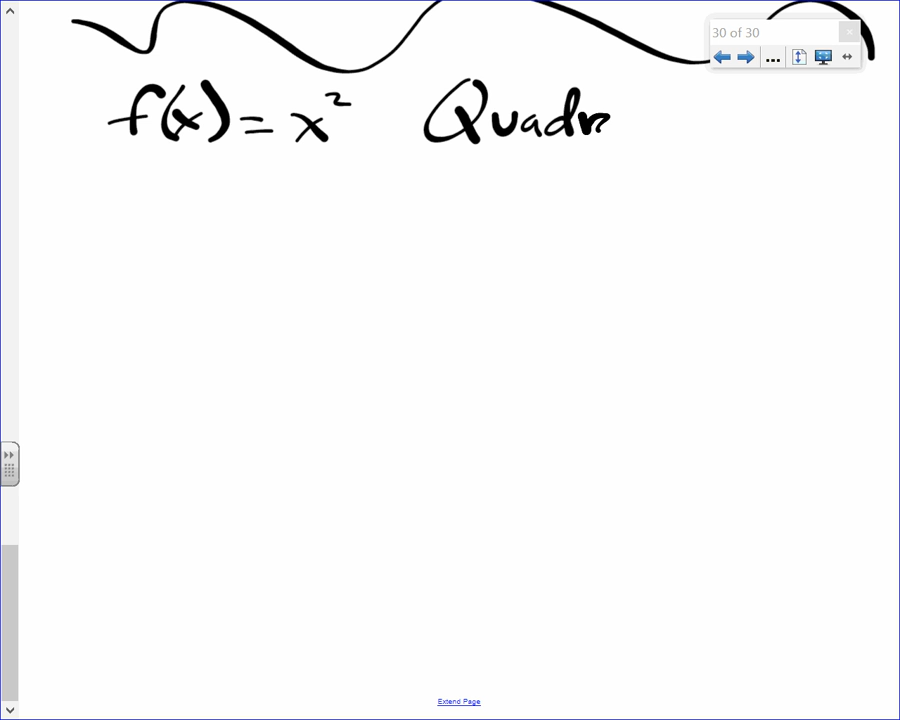 30 of 30
f(x) = x² Quadr
Extend Page